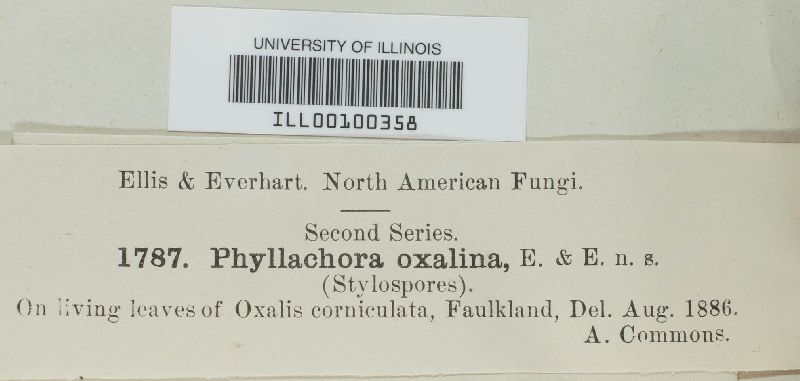 UNIVERSITY OF ILLINOIS
ILL00100358
Ellis & Everhart. North American Fungi.
Second Series.
1787. Phyllachora oxalina, E. & E. n. s.
(Stylospores).
On living leaves of Oxalis corniculata, Faulkland, Del. Aug. 1886.
A. Commons.